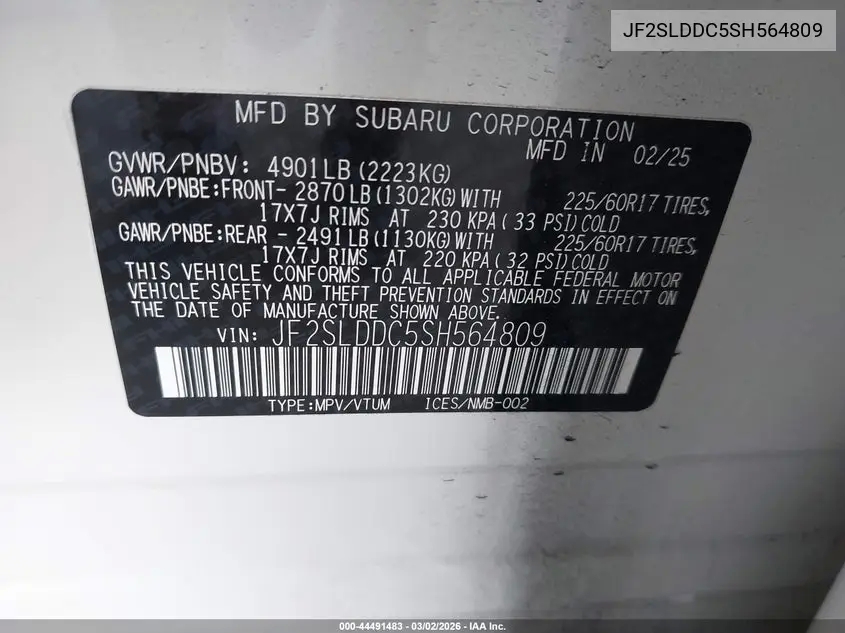 JF2SLDDC5SH564809
MFD BY SUBARU CORPORATION
MFD IN 02/25
GVWR/PNBV: 4901LB (2223KG)
GAWR/PNBE:FRONT- 2870LB(1302KG)WITH 225/60R17 TIRES,
17X7J RIMS AT 230 KPA( 33 PSI)COLD
GAWR/PNBE:REAR - 2491LB(1130KG)WITH 225/60R17 TIRES,
17X7J RIMS AT 220 KPA( 32 PSI)COLD
THIS VEHICLE CONFORMS TO ALL APPLICABLE FEDERAL MOTOR
VEHICLE SAFETY AND THEFT PREVENTION STANDARDS IN EFFECT ON
THE DATE OF MANUFACTURE SHOWN ABOVE.
VIN: JF2SLDDC5SH564809
TYPE:MPV/VTUM ICES/NMB-002
000-44491483 - 03/02/2026 - IAA Inc.